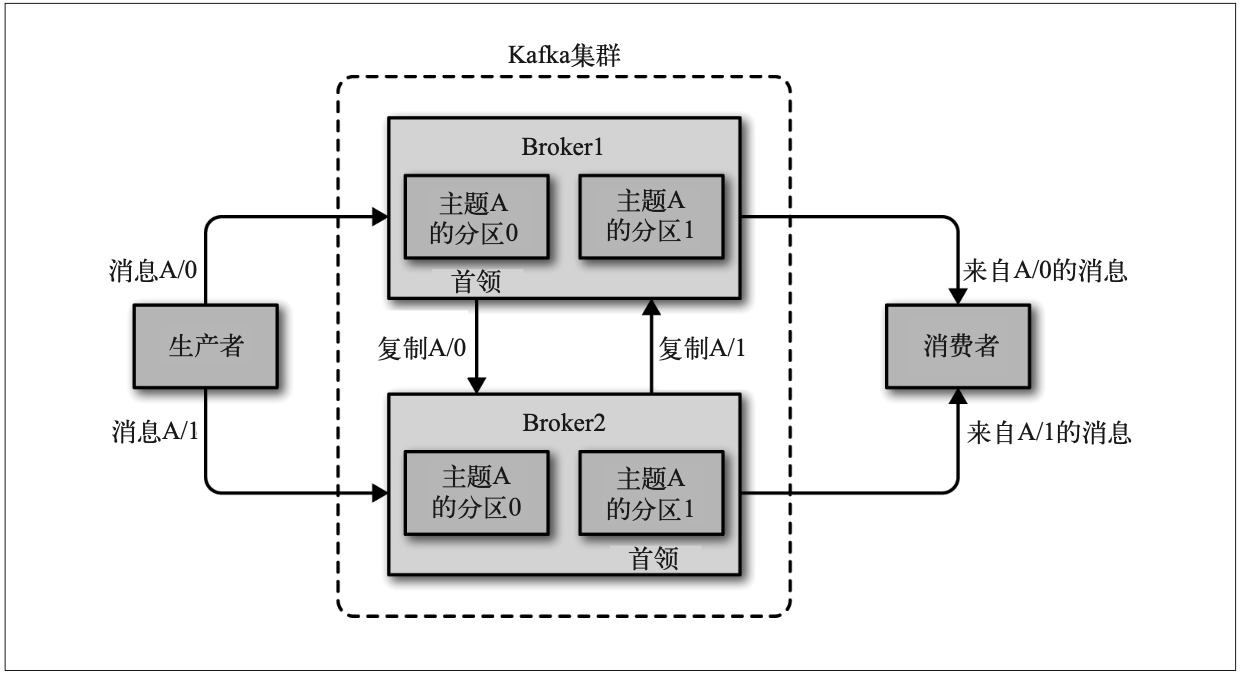 Kafka集群
Broker1
主题A
的分区0
主题A
的分区1
首领
消息A/0
来自A/0的消息
生产者
复制A/0
复制A/1
消费者
消息A/1
来自A/1的消息
Broker2
主题A
的分区0
主题A
的分区1
首领